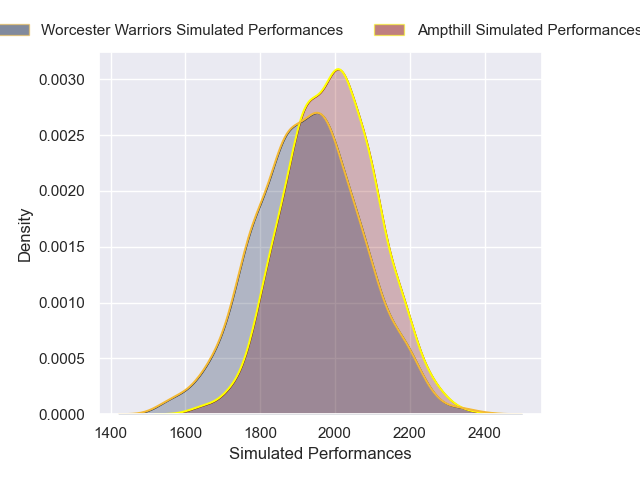 Worcester Warriors Simulated Performances Ampthill Simulated Performances
0.0030
0.0025
0.0020
0.0015
0.0010
0.0005
0.0000
Density
1400 1600 1800 2000 2200 2400
Simulated Performances